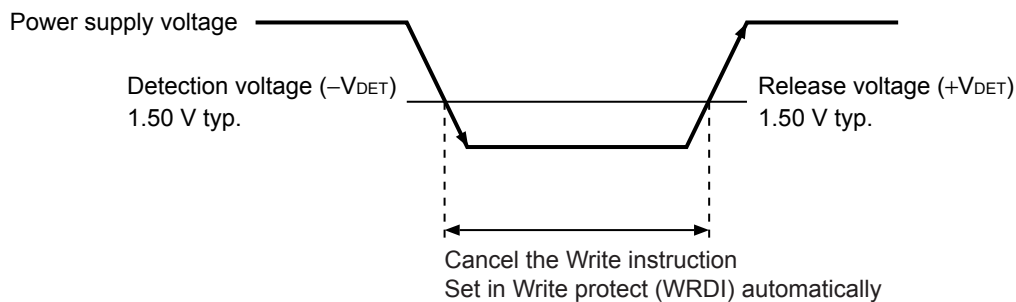 Power supply voltage
Detection voltage (−VDET)
1.50 V typ.
Release voltage (+VDET)
1.50 V typ.
Cancel the Write instruction
Set in Write protect (WRDI) automatically